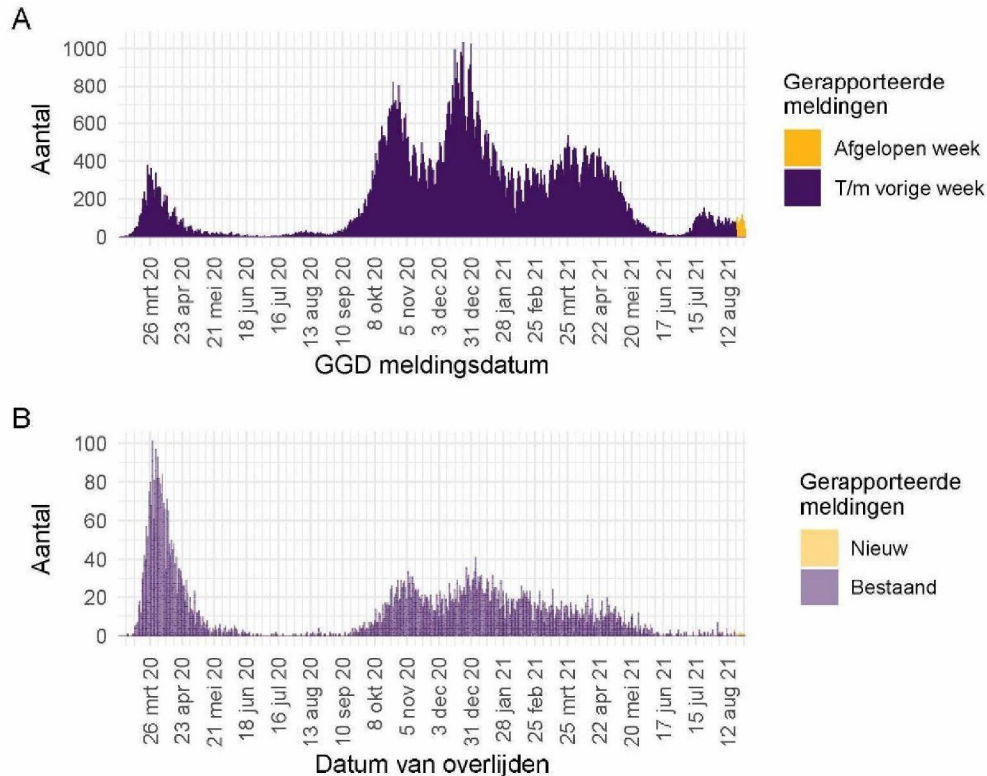 A
1000
800
600
400
200
0
Aantal
26 mrt 20
23 apr 20
21 mei 20
18 jun 20
16 jul 20
13 aug 20
10 sep 20
8 okt 20
5 nov 20
3 dec 20
31 dec 20
28 jan 21
25 feb 21
25 mrt 21
22 apr 21
20 mei 21
17 jun 21
15 jul 21
12 aug 21
GGD meldingsdatum
Gerapporteerde
meldingen
Afgelopen week
T/m vorige week
B
100
80
60
40
20
0
Aantal
26 mrt 20
23 apr 20
21 mei 20
18 jun 20
16 jul 20
13 aug 20
10 sep 20
8 okt 20
5 nov 20
3 dec 20
31 dec 20
28 jan 21
25 feb 21
25 mrt 21
22 apr 21
20 mei 21
17 jun 21
15 jul 21
12 aug 21
Datum van overlijden
Gerapporteerde
meldingen
Nieuw
Bestaand